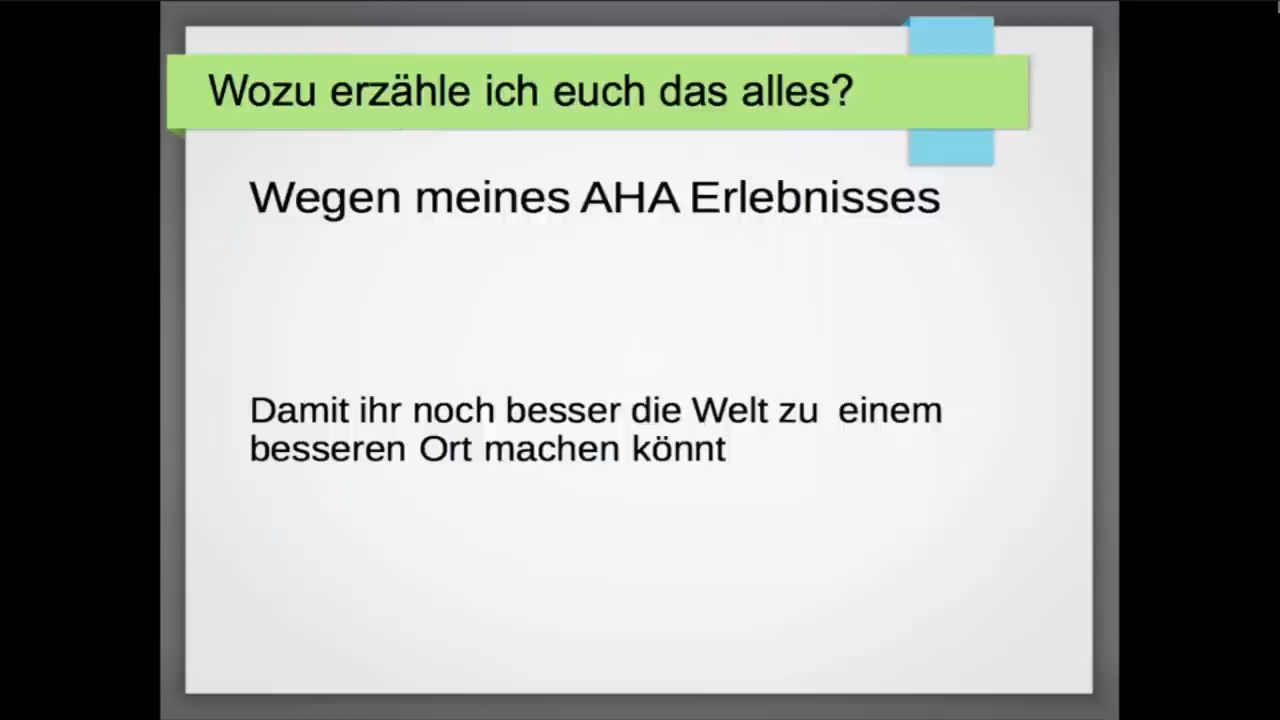 Wozu erzähle ich euch das alles?
Wegen meines AHA Erlebnisses
Damit ihr noch besser die Welt zu  einem
besseren Ort machen könnt